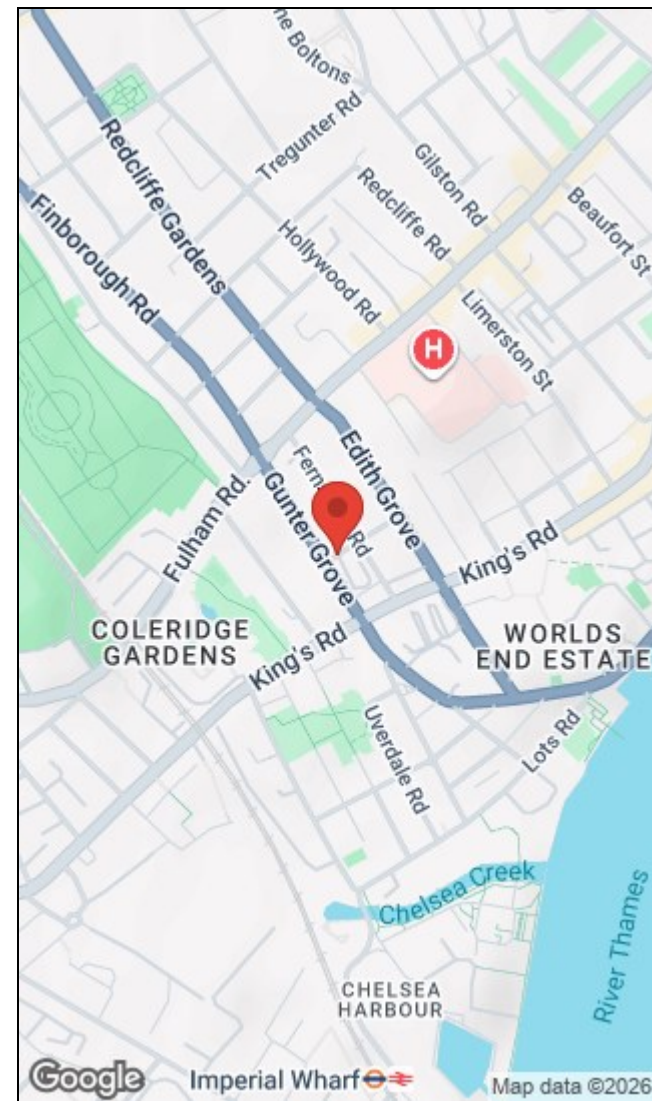 ne Boltons
Redcliffe Gardens
Tregunter Rd
Gilston Rd
Redcliffe Rd
Beaufort St
Finborough Rd
Hollywood Rd
Limerston St
H
Edith Grove
Fern
Rd
Gunter Grove
Fulham Rd.
King's Rd
COLERIDGE
GARDENS
King's Rd
WORLDS
END ESTATE
Uverdale Rd
Lots Rd
Chelsea Creek
River Thames
CHELSEA
HARBOUR
Google
Imperial Wharf
Map data ©2026